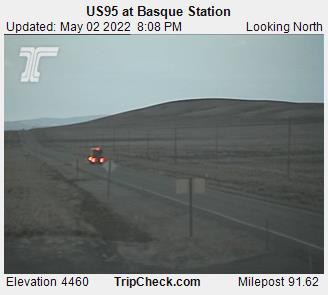 US95 at Basque Station
Updated: May 02 2022 8:08 PM Looking North
Elevation 4460 TripCheck.com Milepost 91.62